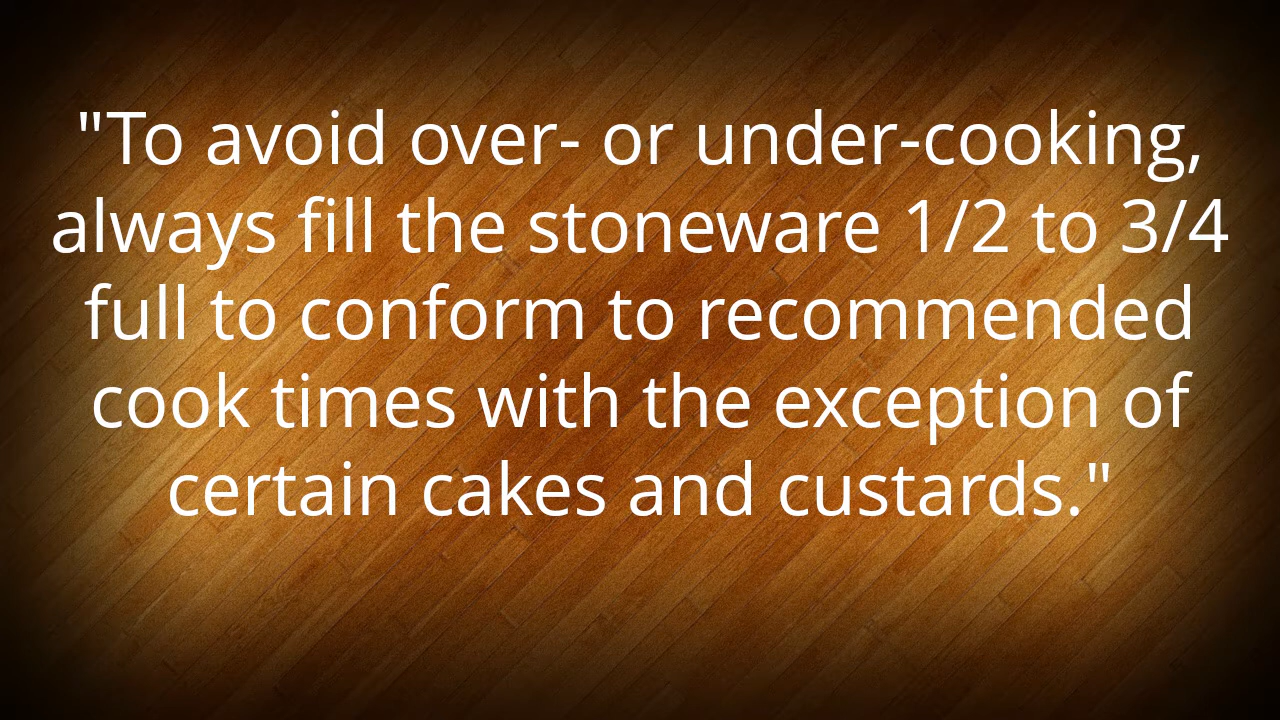 "To avoid over- or under-cooking,
always fill the stoneware 1/2 to 3/4
full to conform to recommended
cook times with the exception of
certain cakes and custards."